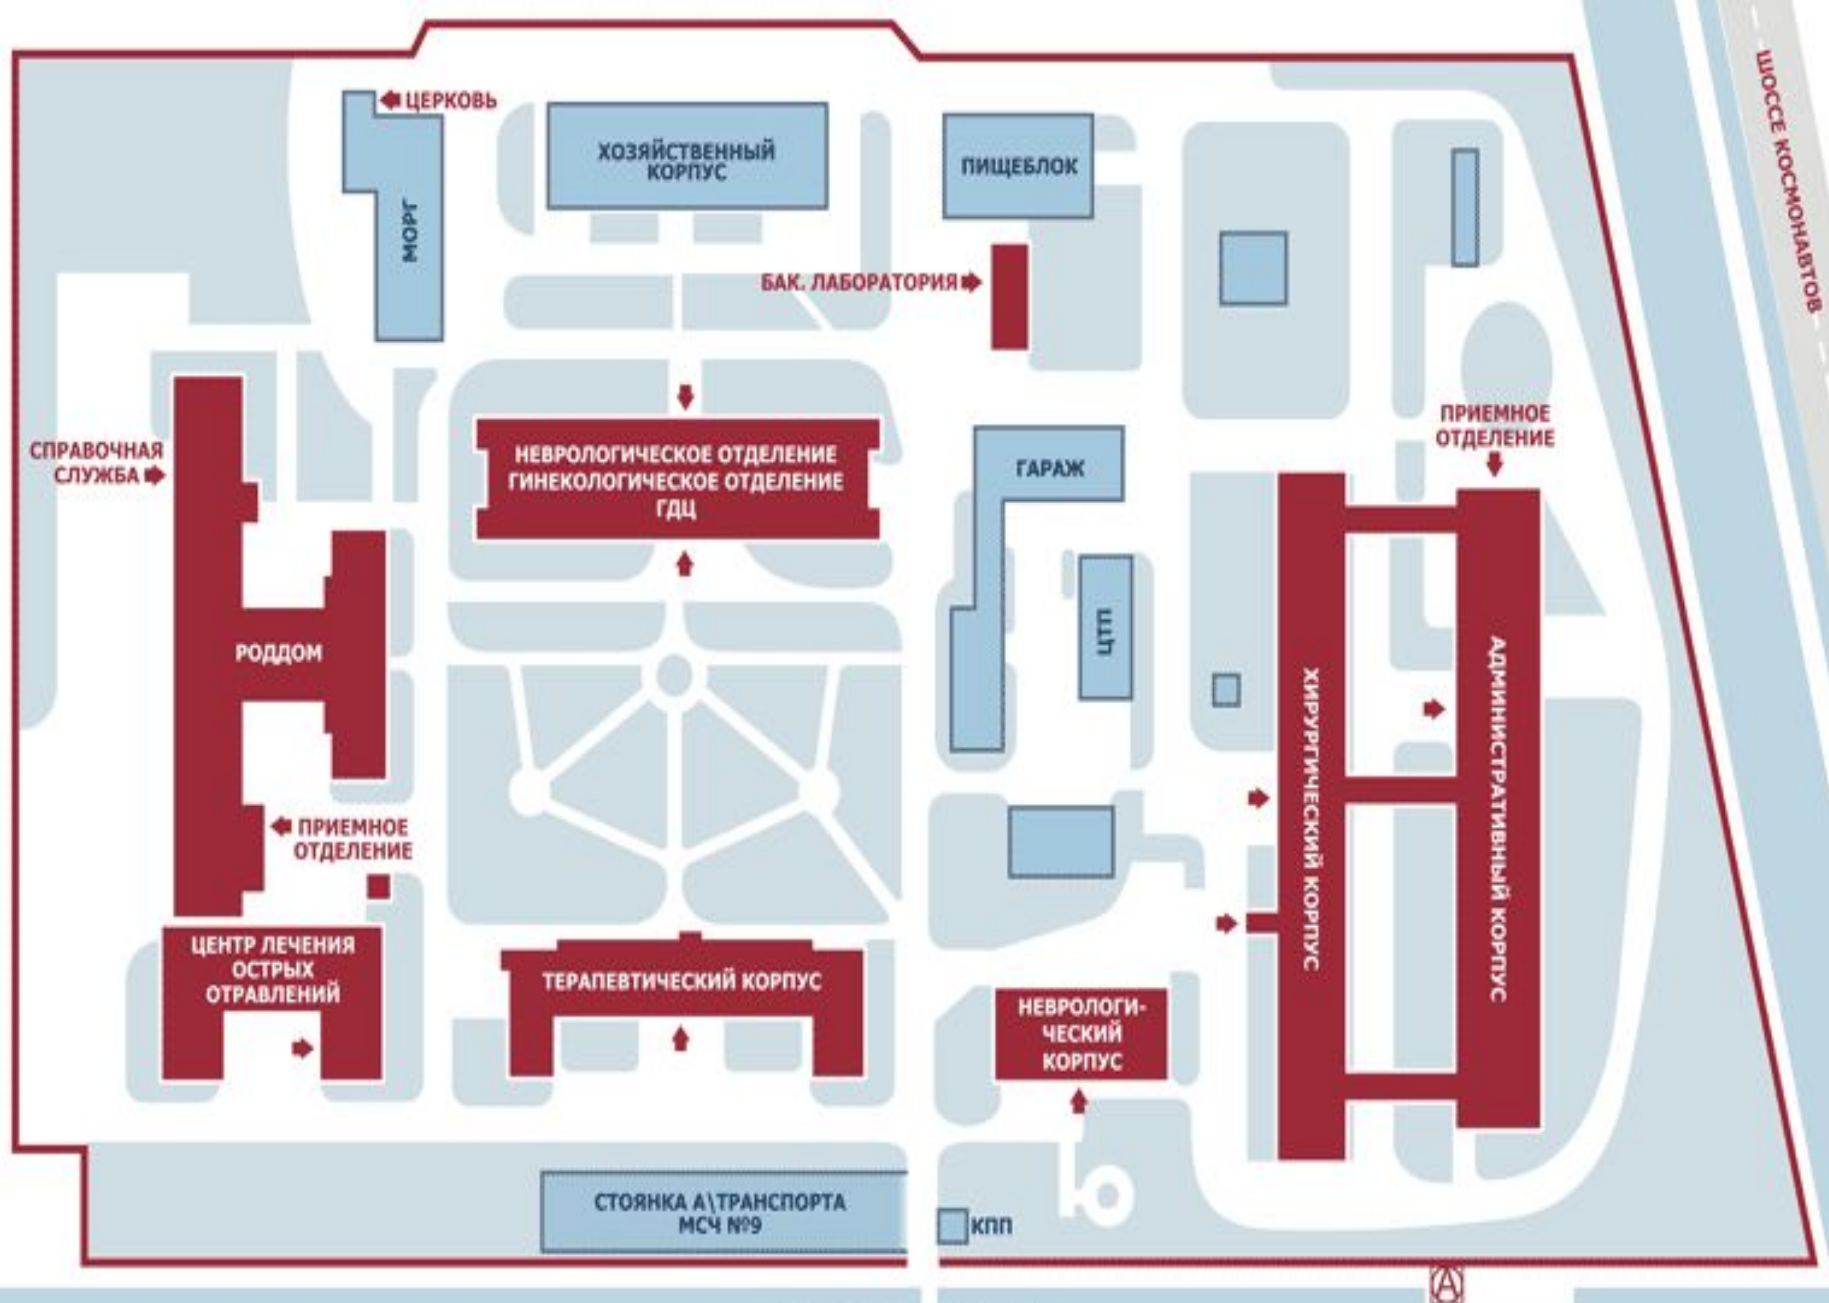 ШОССЕ КОСМОНАВТОВ
ЦЕРКОВЬ
МОРГ
ХОЗЯЙСТВЕННЫЙ
КОРПУС
ПИЩЕБЛОК
БАК. ЛАБОРАТОРИЯ
СПРАВОЧНАЯ
СЛУЖБА
НЕВРОЛОГИЧЕСКОЕ ОТДЕЛЕНИЕ
ГИНЕКОЛОГИЧЕСКОЕ ОТДЕЛЕНИЕ
ГДЦ
ГАРАЖ
ПРИЕМНОЕ
ОТДЕЛЕНИЕ
РОДДОМ
ЦТП
ХИРУРГИЧЕСКИЙ КОРПУС
АДМИНИСТРАТИВНЫЙ КОРПУС
ПРИЕМНОЕ
ОТДЕЛЕНИЕ
ЦЕНТР ЛЕЧЕНИЯ
ОСТРЫХ
ОТРАВЛЕНИЙ
ТЕРАПЕВТИЧЕСКИЙ КОРПУС
НЕВРОЛОГИ-
ЧЕСКИЙ
КОРПУС
СТОЯНКА А\ТРАНСПОРТА
МСЧ №9
КПП
А